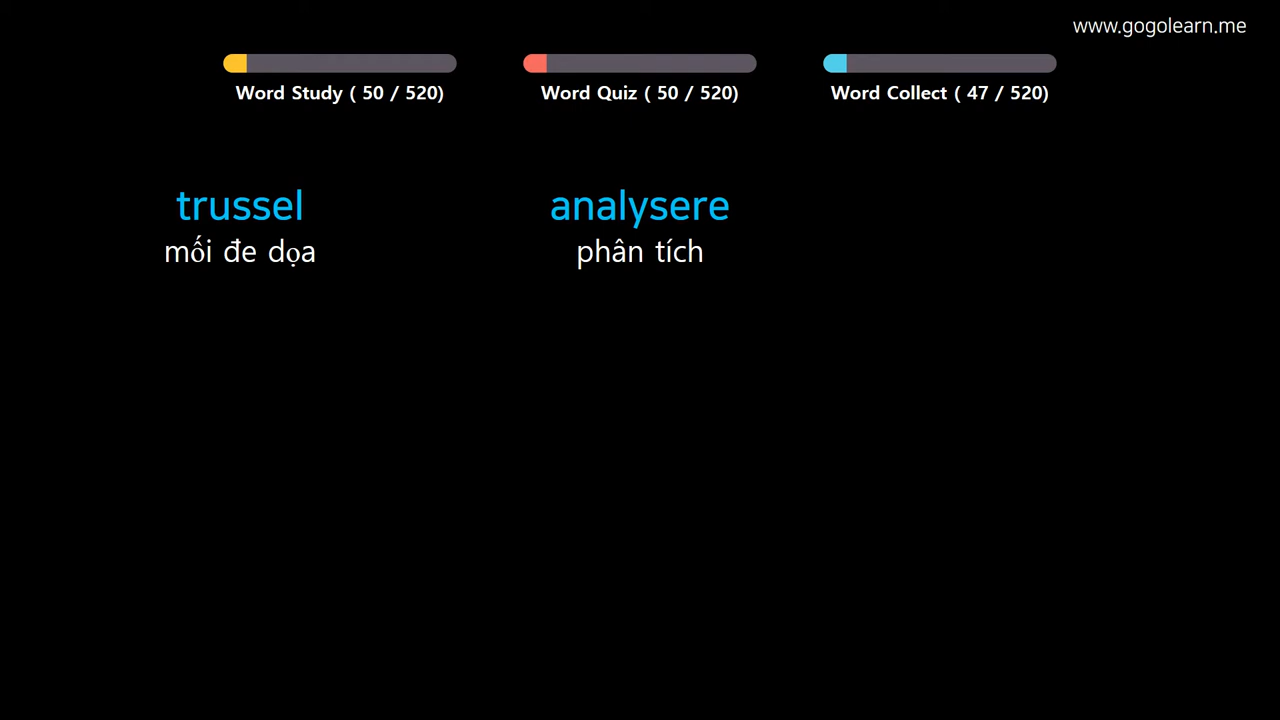 www.gogolearn.me
Word Study ( 50 / 520)
Word Quiz ( 50 / 520)
Word Collect ( 47 / 520)
trussel
mối đe dọa
analysere
phân tích